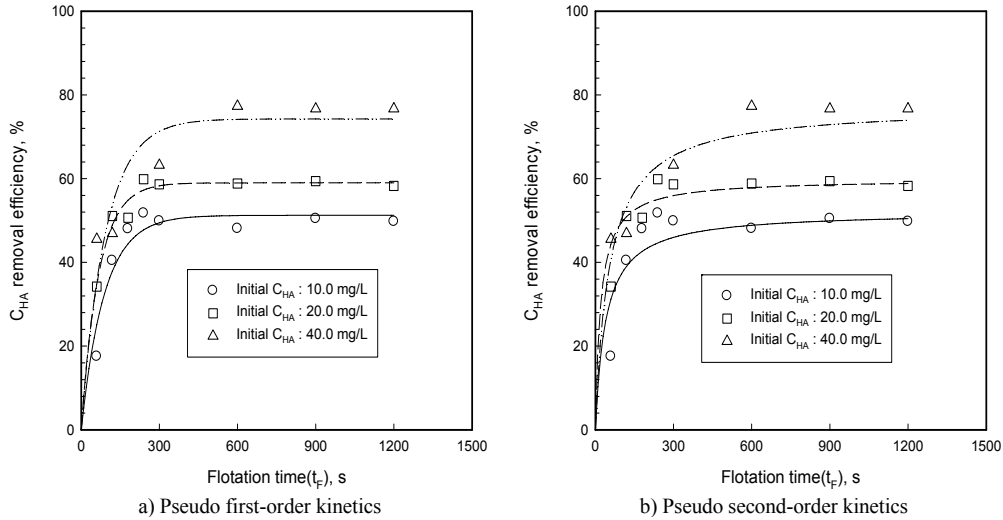 100
80
60
40
20
0
C_HA removal efficiency, %
Initial C_HA : 10.0 mg/L
Initial C_HA : 20.0 mg/L
Initial C_HA : 40.0 mg/L
0 300 600 900 1200 1500
Flotation time(t_F), s
a) Pseudo first-order kinetics
100
80
60
40
20
0
C_HA removal efficiency, %
Initial C_HA : 10.0 mg/L
Initial C_HA : 20.0 mg/L
Initial C_HA : 40.0 mg/L
0 300 600 900 1200 1500
Flotation time(t_F), s
b) Pseudo second-order kinetics